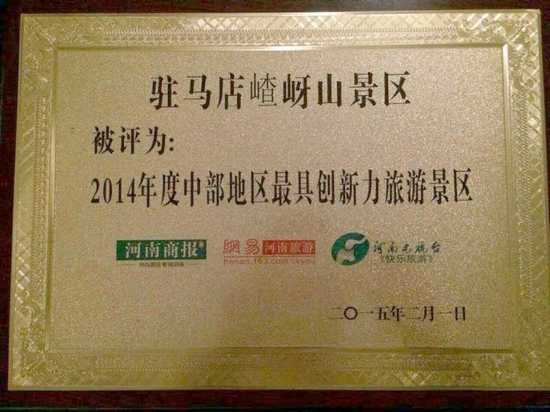 驻马店嵖岈山景区
被评为:
2014年度中部地区最具创新力旅游景区
河南商报
網易 河南旅游
henan.163.com/lvyou
河南电视台
《快乐旅游》
二〇一五年二月一日